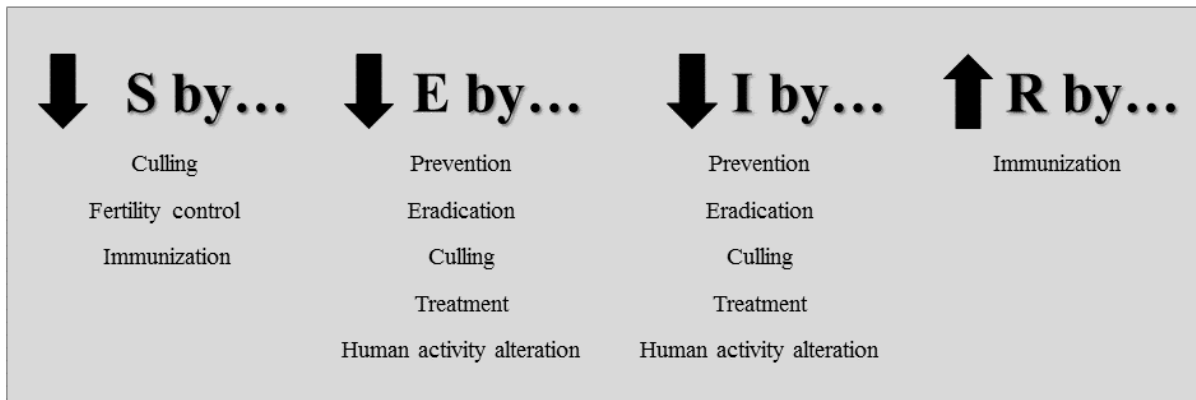 S by…
Culling
Fertility control
Immunization
E by…
Prevention
Eradication
Culling
Treatment
Human activity alteration
I by…
Prevention
Eradication
Culling
Treatment
Human activity alteration
R by…
Immunization